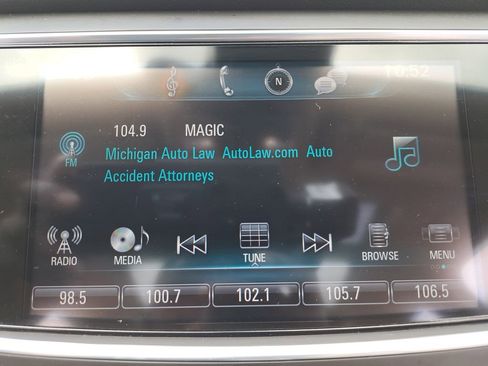 N
10:52
104.9 MAGIC
FM
Michigan Auto Law AutoLaw.com Auto
Accident Attorneys
RADIO MEDIA TUNE BROWSE MENU
98.5 100.7 102.1 105.7 106.5